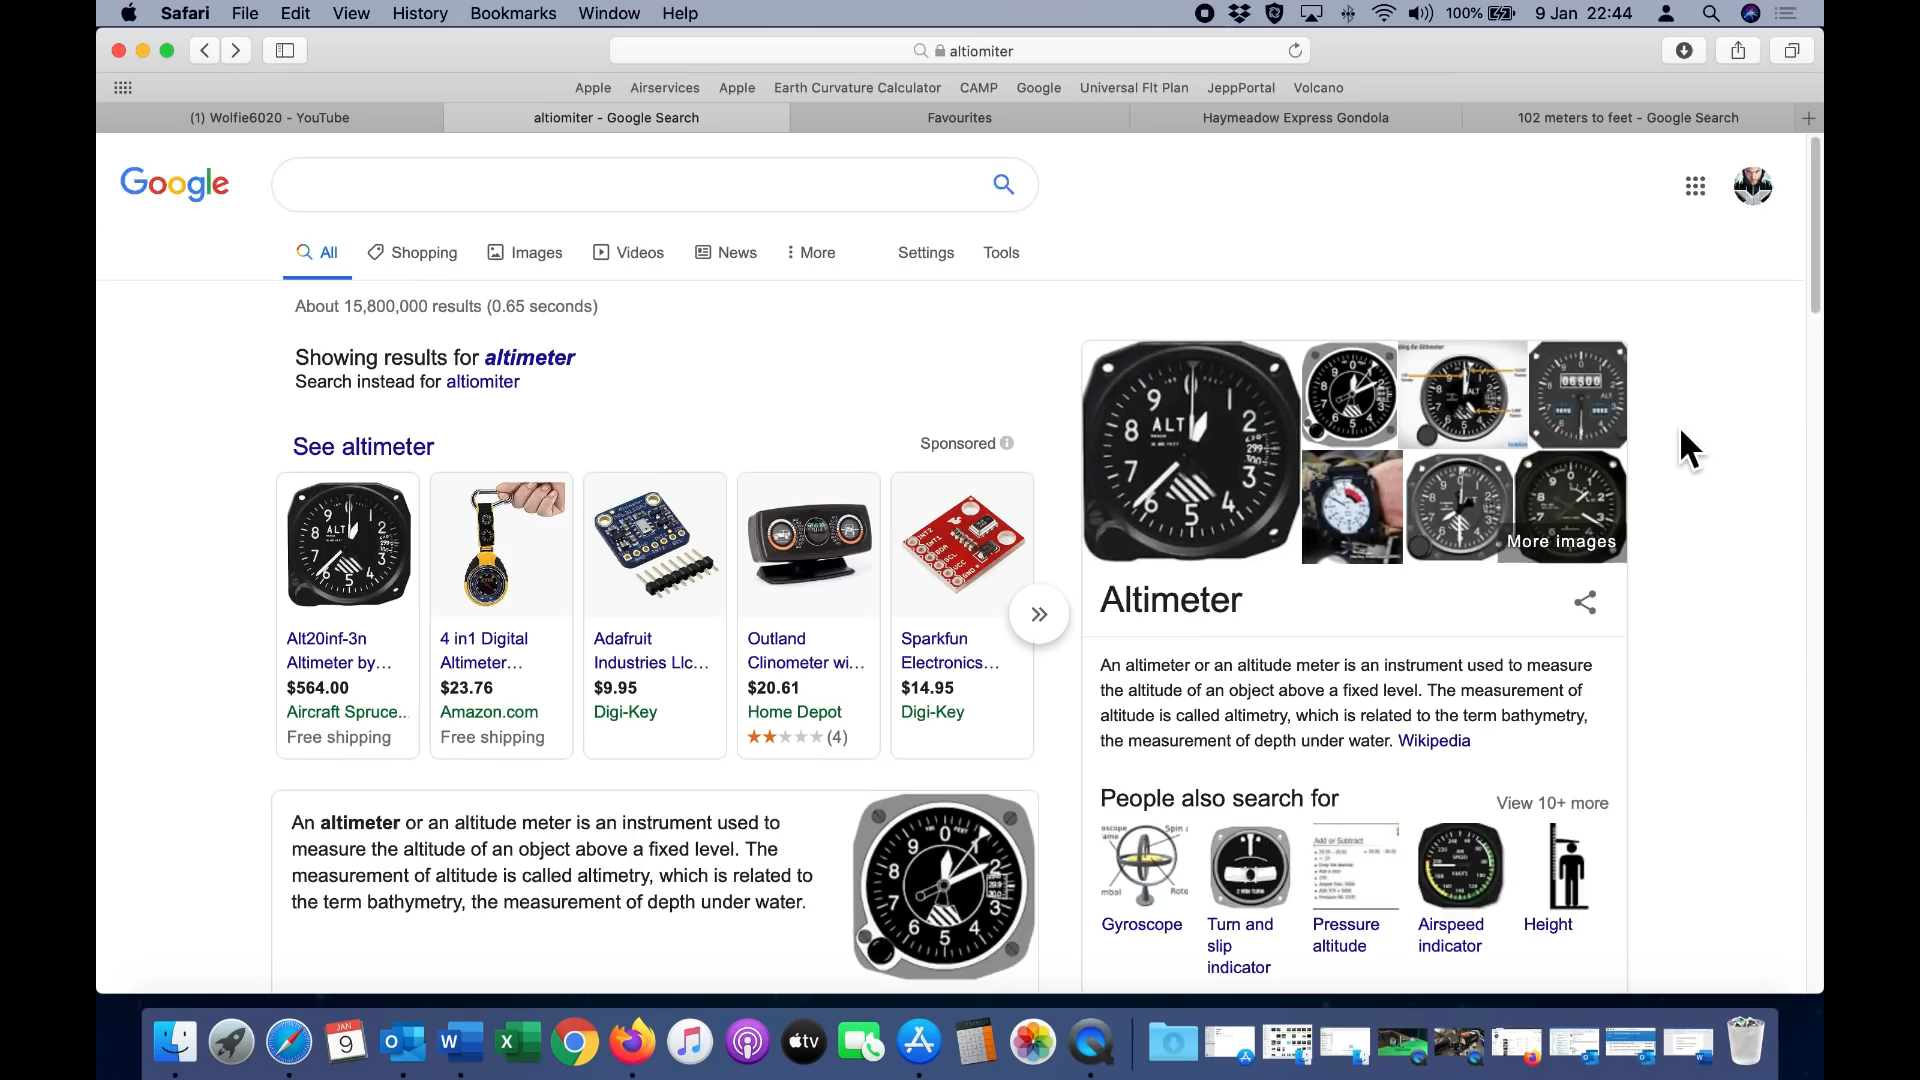 Safari File Edit View History Bookmarks Window Help 100% 9 Jan 22:44
altiomiter
Apple Airservices Apple Earth Curvature Calculator CAMP Google Universal Flt Plan JeppPortal Volcano
(1) Wolfie6020 - YouTube altiomiter - Google Search Favourites Haymeadow Express Gondola 102 meters to feet - Google Search
Google
All Shopping Images Videos News More Settings Tools
About 15,800,000 results (0.65 seconds)
Showing results for altimeter
Search instead for altiomiter
See altimeter Sponsored
Alt20inf-3n
Altimeter by...
$564.00
Aircraft Spruce...
Free shipping
4 in1 Digital
Altimeter...
$23.76
Amazon.com
Free shipping
Adafruit
Industries Llc...
$9.95
Digi-Key
Outland
Clinometer wi...
$20.61
Home Depot
(4)
Sparkfun
Electronics...
$14.95
Digi-Key
An altimeter or an altitude meter is an instrument used to
measure the altitude of an object above a fixed level. The
measurement of altitude is called altimetry, which is related to
the term bathymetry, the measurement of depth under water.
More images
Altimeter
An altimeter or an altitude meter is an instrument used to measure
the altitude of an object above a fixed level. The measurement of
altitude is called altimetry, which is related to the term bathymetry,
the measurement of depth under water. Wikipedia
People also search for View 10+ more
Gyroscope
Turn and
slip
indicator
Pressure
altitude
Airspeed
indicator
Height
JAN
9
tv